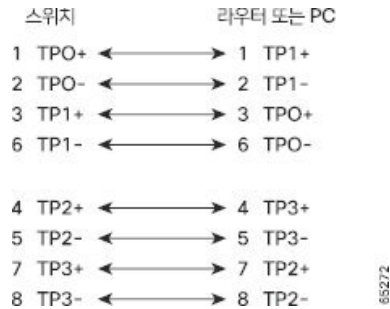 스위치 라우터 또는 PC
1 TPO+ 1 TP1+
2 TPO- 2 TP1-
3 TP1+ 3 TPO+
6 TP1- 6 TPO-
4 TP2+ 4 TP3+
5 TP2- 5 TP3-
7 TP3+ 7 TP2+
8 TP3- 8 TP2-
65272